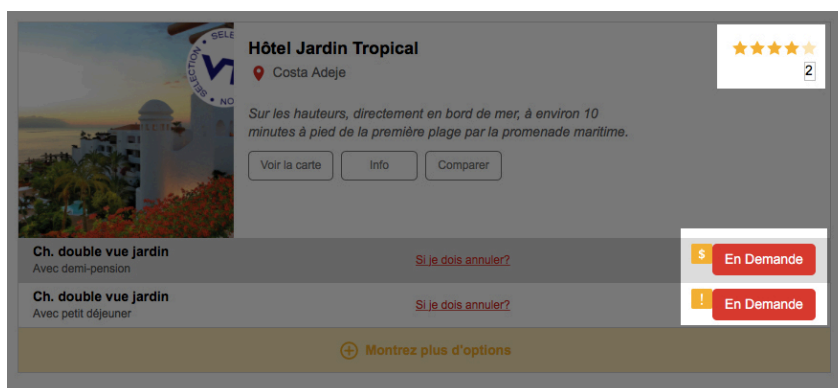 SELE
SELECTION
NO
Hôtel Jardin Tropical
Costa Adeje
2
Sur les hauteurs, directement en bord de mer, à environ 10
minutes à pied de la première plage par la promenade maritime.
Voir la carte Info Comparer
Ch. double vue jardin
Avec demi-pension
Si je dois annuler?
$ En Demande
Ch. double vue jardin
Avec petit déjeuner
Si je dois annuler?
! En Demande
Montrez plus d'options